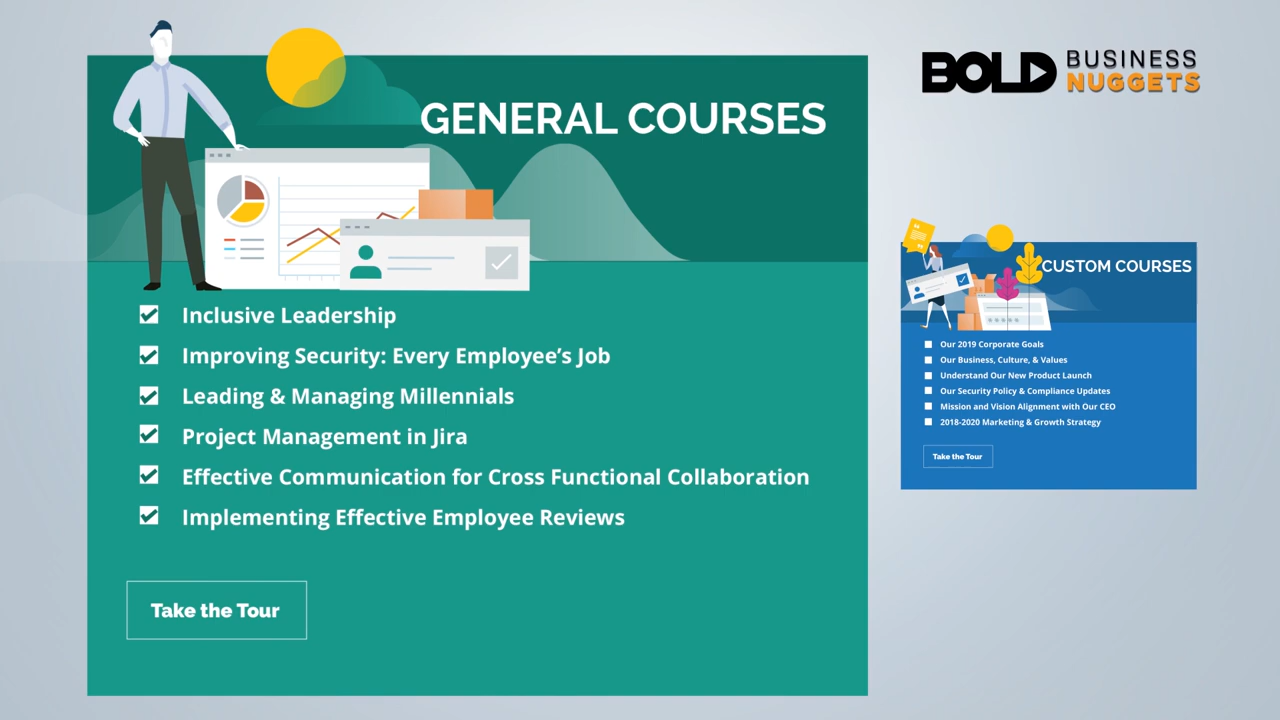 BOLD BUSINESS NUGGETS
GENERAL COURSES
Inclusive Leadership
Improving Security: Every Employee’s Job
Leading & Managing Millennials
Project Management in Jira
Effective Communication for Cross Functional Collaboration
Implementing Effective Employee Reviews
Take the Tour
CUSTOM COURSES
Our 2019 Corporate Goals
Our Business, Culture, & Values
Understand Our New Product Launch
Our Security Policy & Compliance Updates
Mission and Vision Alignment with Our CEO
2018-2020 Marketing & Growth Strategy
Take the Tour